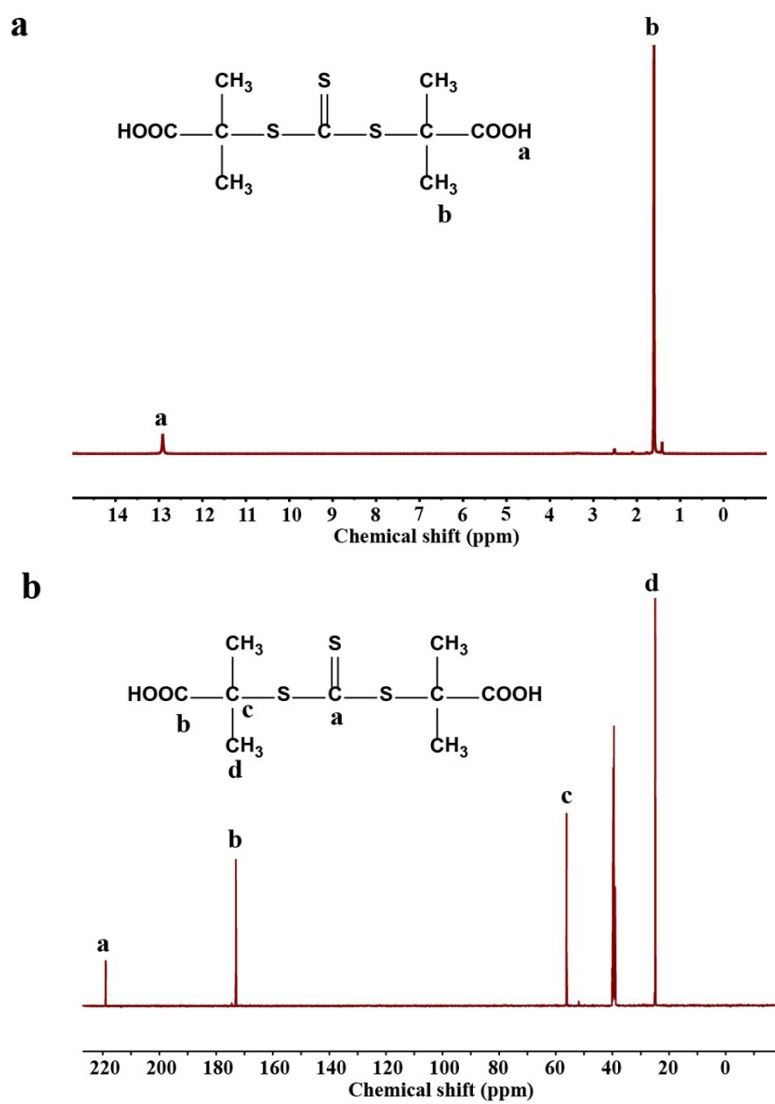 a
b
CH₃ S CH₃
HOOC C S C S C COOH
a
CH₃ CH₃
b
a
14 13 12 11 10 9 8 7 6 5 4 3 2 1 0
Chemical shift (ppm)
b
d
CH₃ S CH₃
HOOC C S C S C COOH
b c a
CH₃ CH₃
d
c
b
a
220 200 180 160 140 120 100 80 60 40 20 0
Chemical shift (ppm)